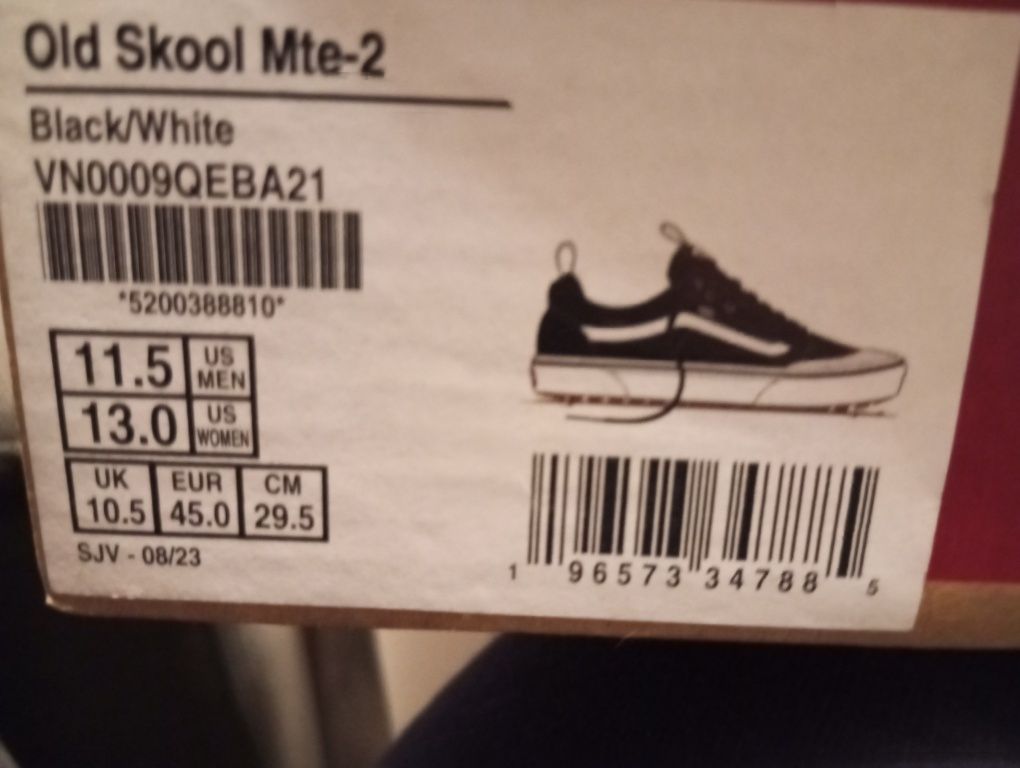 Old Skool Mte-2
Black/White
VN0009QEBA21
*5200388810*
11.5 US MEN
13.0 US WOMEN
UK EUR CM
10.5 45.0 29.5
SJV - 08/23
1 96573 34788 5